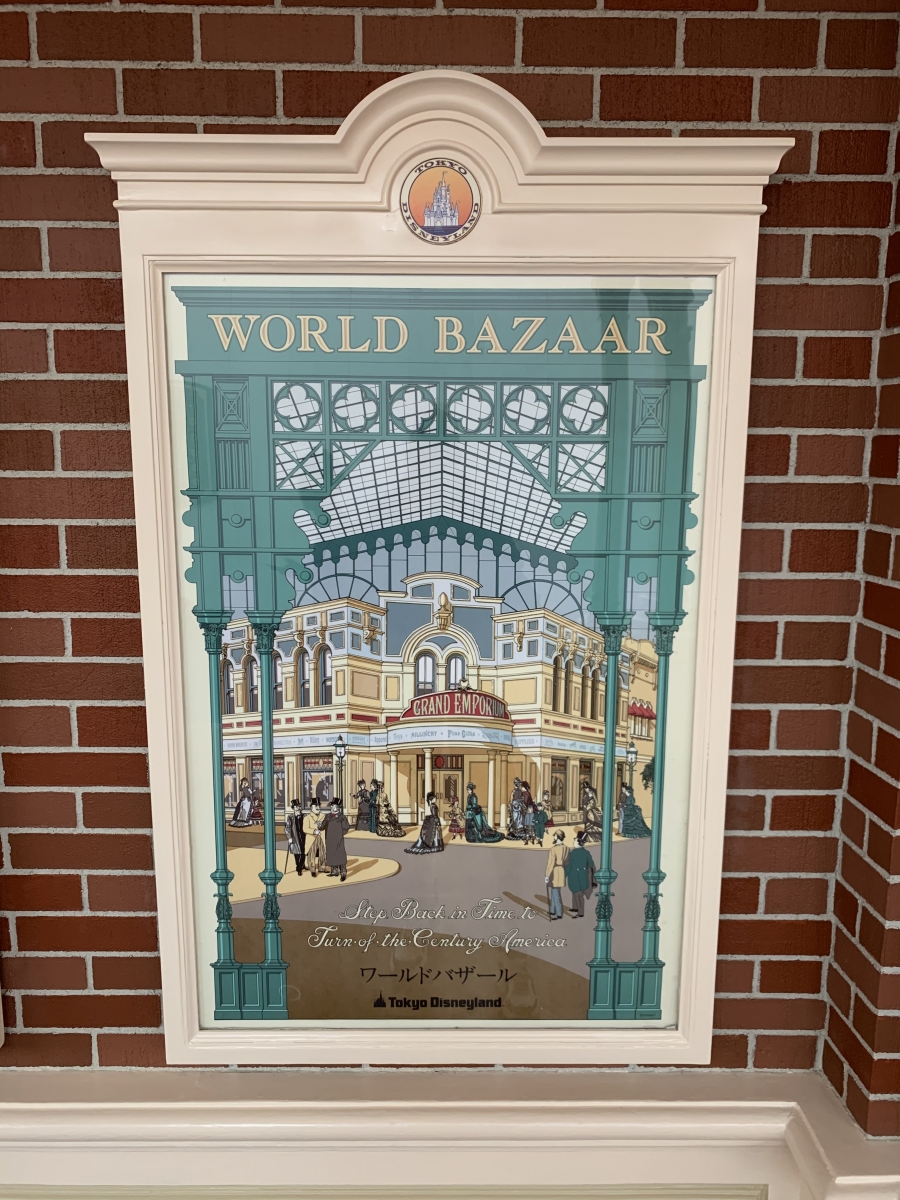 TOKYO
DISNEYLAND
WORLD BAZAAR
GRAND EMPORIUM
MILLINERY
Step Back in Time to
Turn-of-the-Century America
ワールドバザール
Tokyo Disneyland